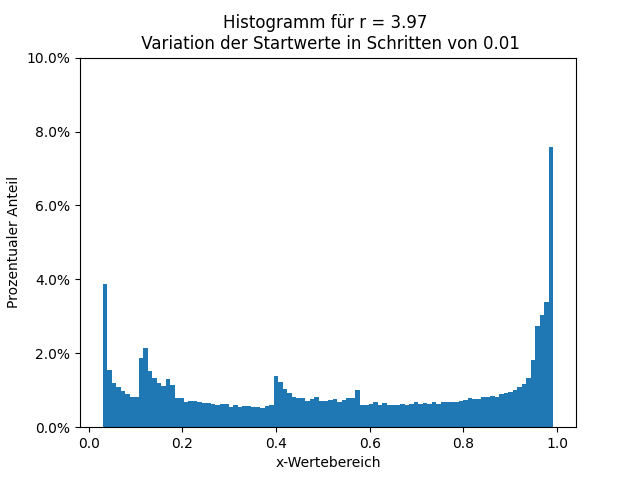 Histogramm für r = 3.97
Variation der Startwerte in Schritten von 0.01
10.0%
8.0%
6.0%
4.0%
2.0%
0.0%
Prozentualer Anteil
0.0 0.2 0.4 0.6 0.8 1.0
x-Wertebereich